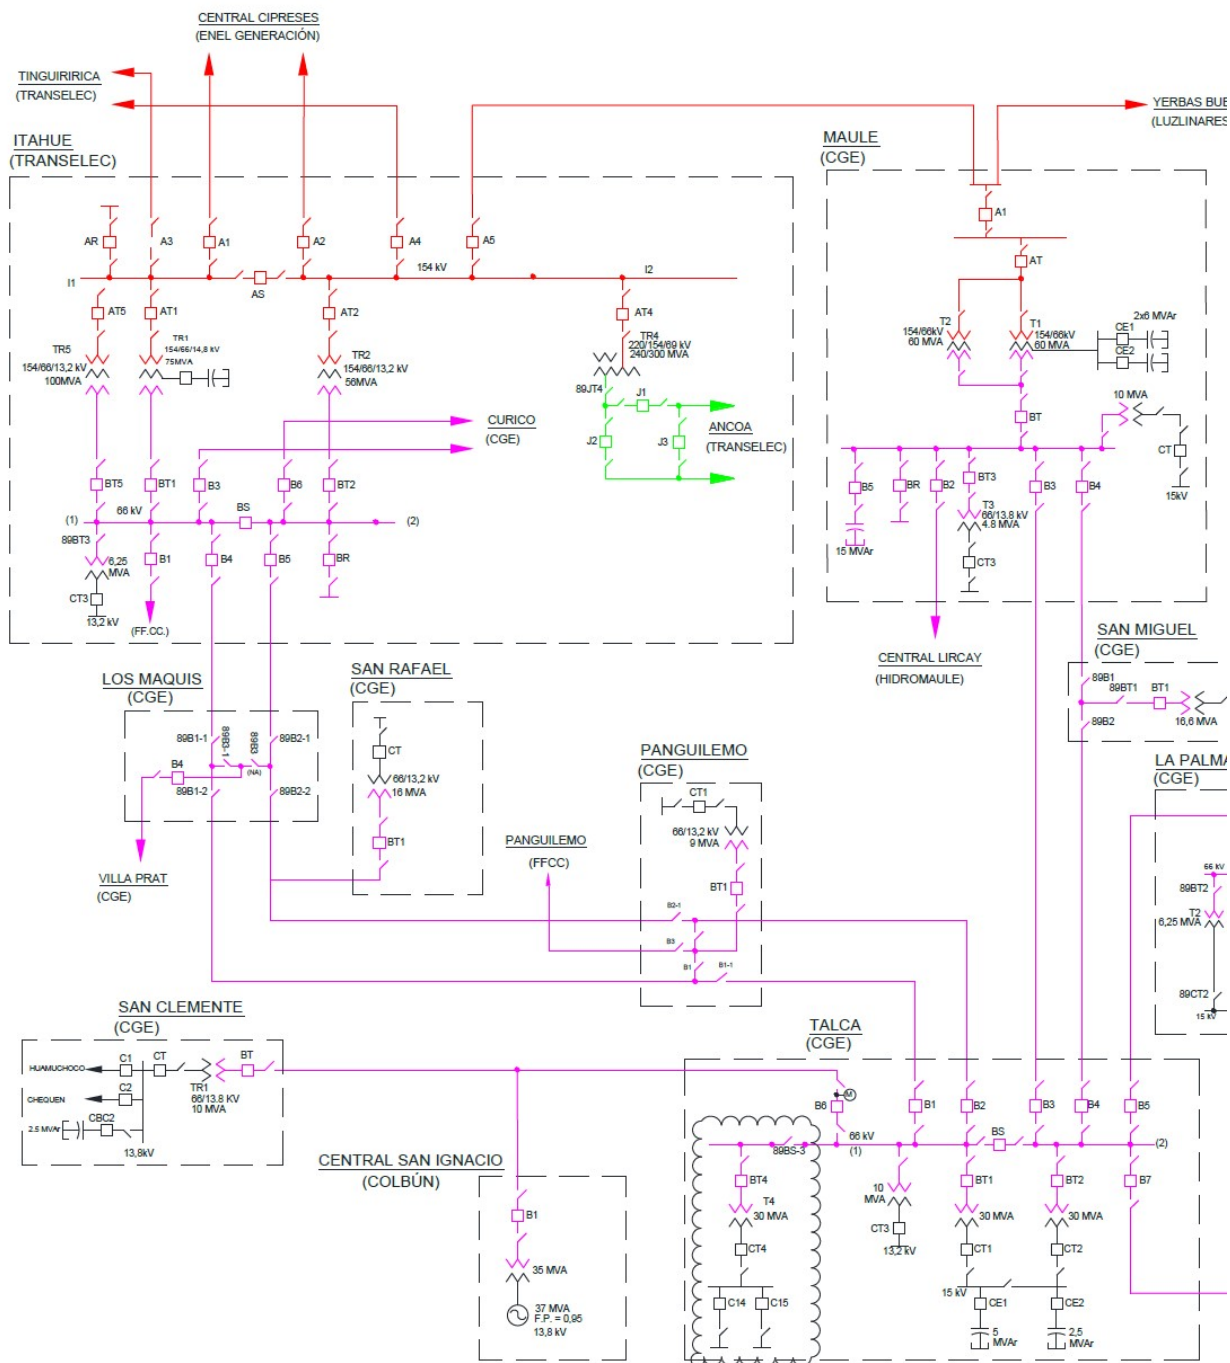 CENTRAL CIPRESES
(ENEL GENERACIÓN)
TINGUIRIRICA
(TRANSELEC)
YERBAS BUE
(LUZLINARES
ITAHUE
(TRANSELEC)
MAULE
(CGE)
AR
A3
A1
A2
A4
A5
154 kV
I1
I2
AS
AT5
AT1
AT2
AT4
TR5
154/66/13,2 kV
100MVA
TR1
154/66/14,8 kV
75MVA
TR2
154/66/13,2 kV
56MVA
TR4
220/154/69 kV
240/300 MVA
89JT4
J1
J2
J3
ANCOA
(TRANSELEC)
CURICO
(CGE)
BT5
BT1
B3
B6
BT2
66 kV
BS
(1)
(2)
89BT3
6,25
MVA
B1
B4
B5
BR
CT3
13,2 kV
(FF.CC.)
A1
AT
T2
154/66kV
60 MVA
T1
154/66kV
60 MVA
2x6 MVAr
CE1
CE2
10 MVA
BT
CT
15kV
B5
BR
B2
BT3
B3
B4
T3
66/13.8 kV
4.8 MVA
15 MVAr
CT3
CENTRAL LIRCAY
(HIDROMAULE)
SAN MIGUEL
(CGE)
89B1
89BT1
BT1
89B2
16,6 MVA
LOS MAQUIS
(CGE)
89B1-1
89B3-1
89B3
(NA)
89B2-1
B4
89B1-2
89B2-2
VILLA PRAT
(CGE)
SAN RAFAEL
(CGE)
CT
66/13,2 kV
16 MVA
BT1
PANGUILEMO
(FFCC)
PANGUILEMO
(CGE)
CT1
66/13,2 kV
9 MVA
BT1
B2-1
B3
B1
B1-1
LA PALMA
(CGE)
66 kV
89BT2
T2
6,25 MVA
89CT2
15 kV
SAN CLEMENTE
(CGE)
HUAMUCHOCO
C1
CT
BT
CHEQUEN
C2
TR1
66/13.8 KV
10 MVA
2.5 MVAr
CBC2
13,8kV
CENTRAL SAN IGNACIO
(COLBÚN)
B1
35 MVA
37 MVA
F.P. = 0,95
13,8 kV
TALCA
(CGE)
M
B6
B1
B2
B3
B4
B5
66 kV
BS
89BS-3
(1)
(2)
BT4
10
MVA
BT1
BT2
B7
T4
30 MVA
30 MVA
30 MVA
CT3
13,2 kV
CT4
CT1
CT2
15 kV
C14
C15
CE1
CE2
5
MVAr
2,5
MVAr